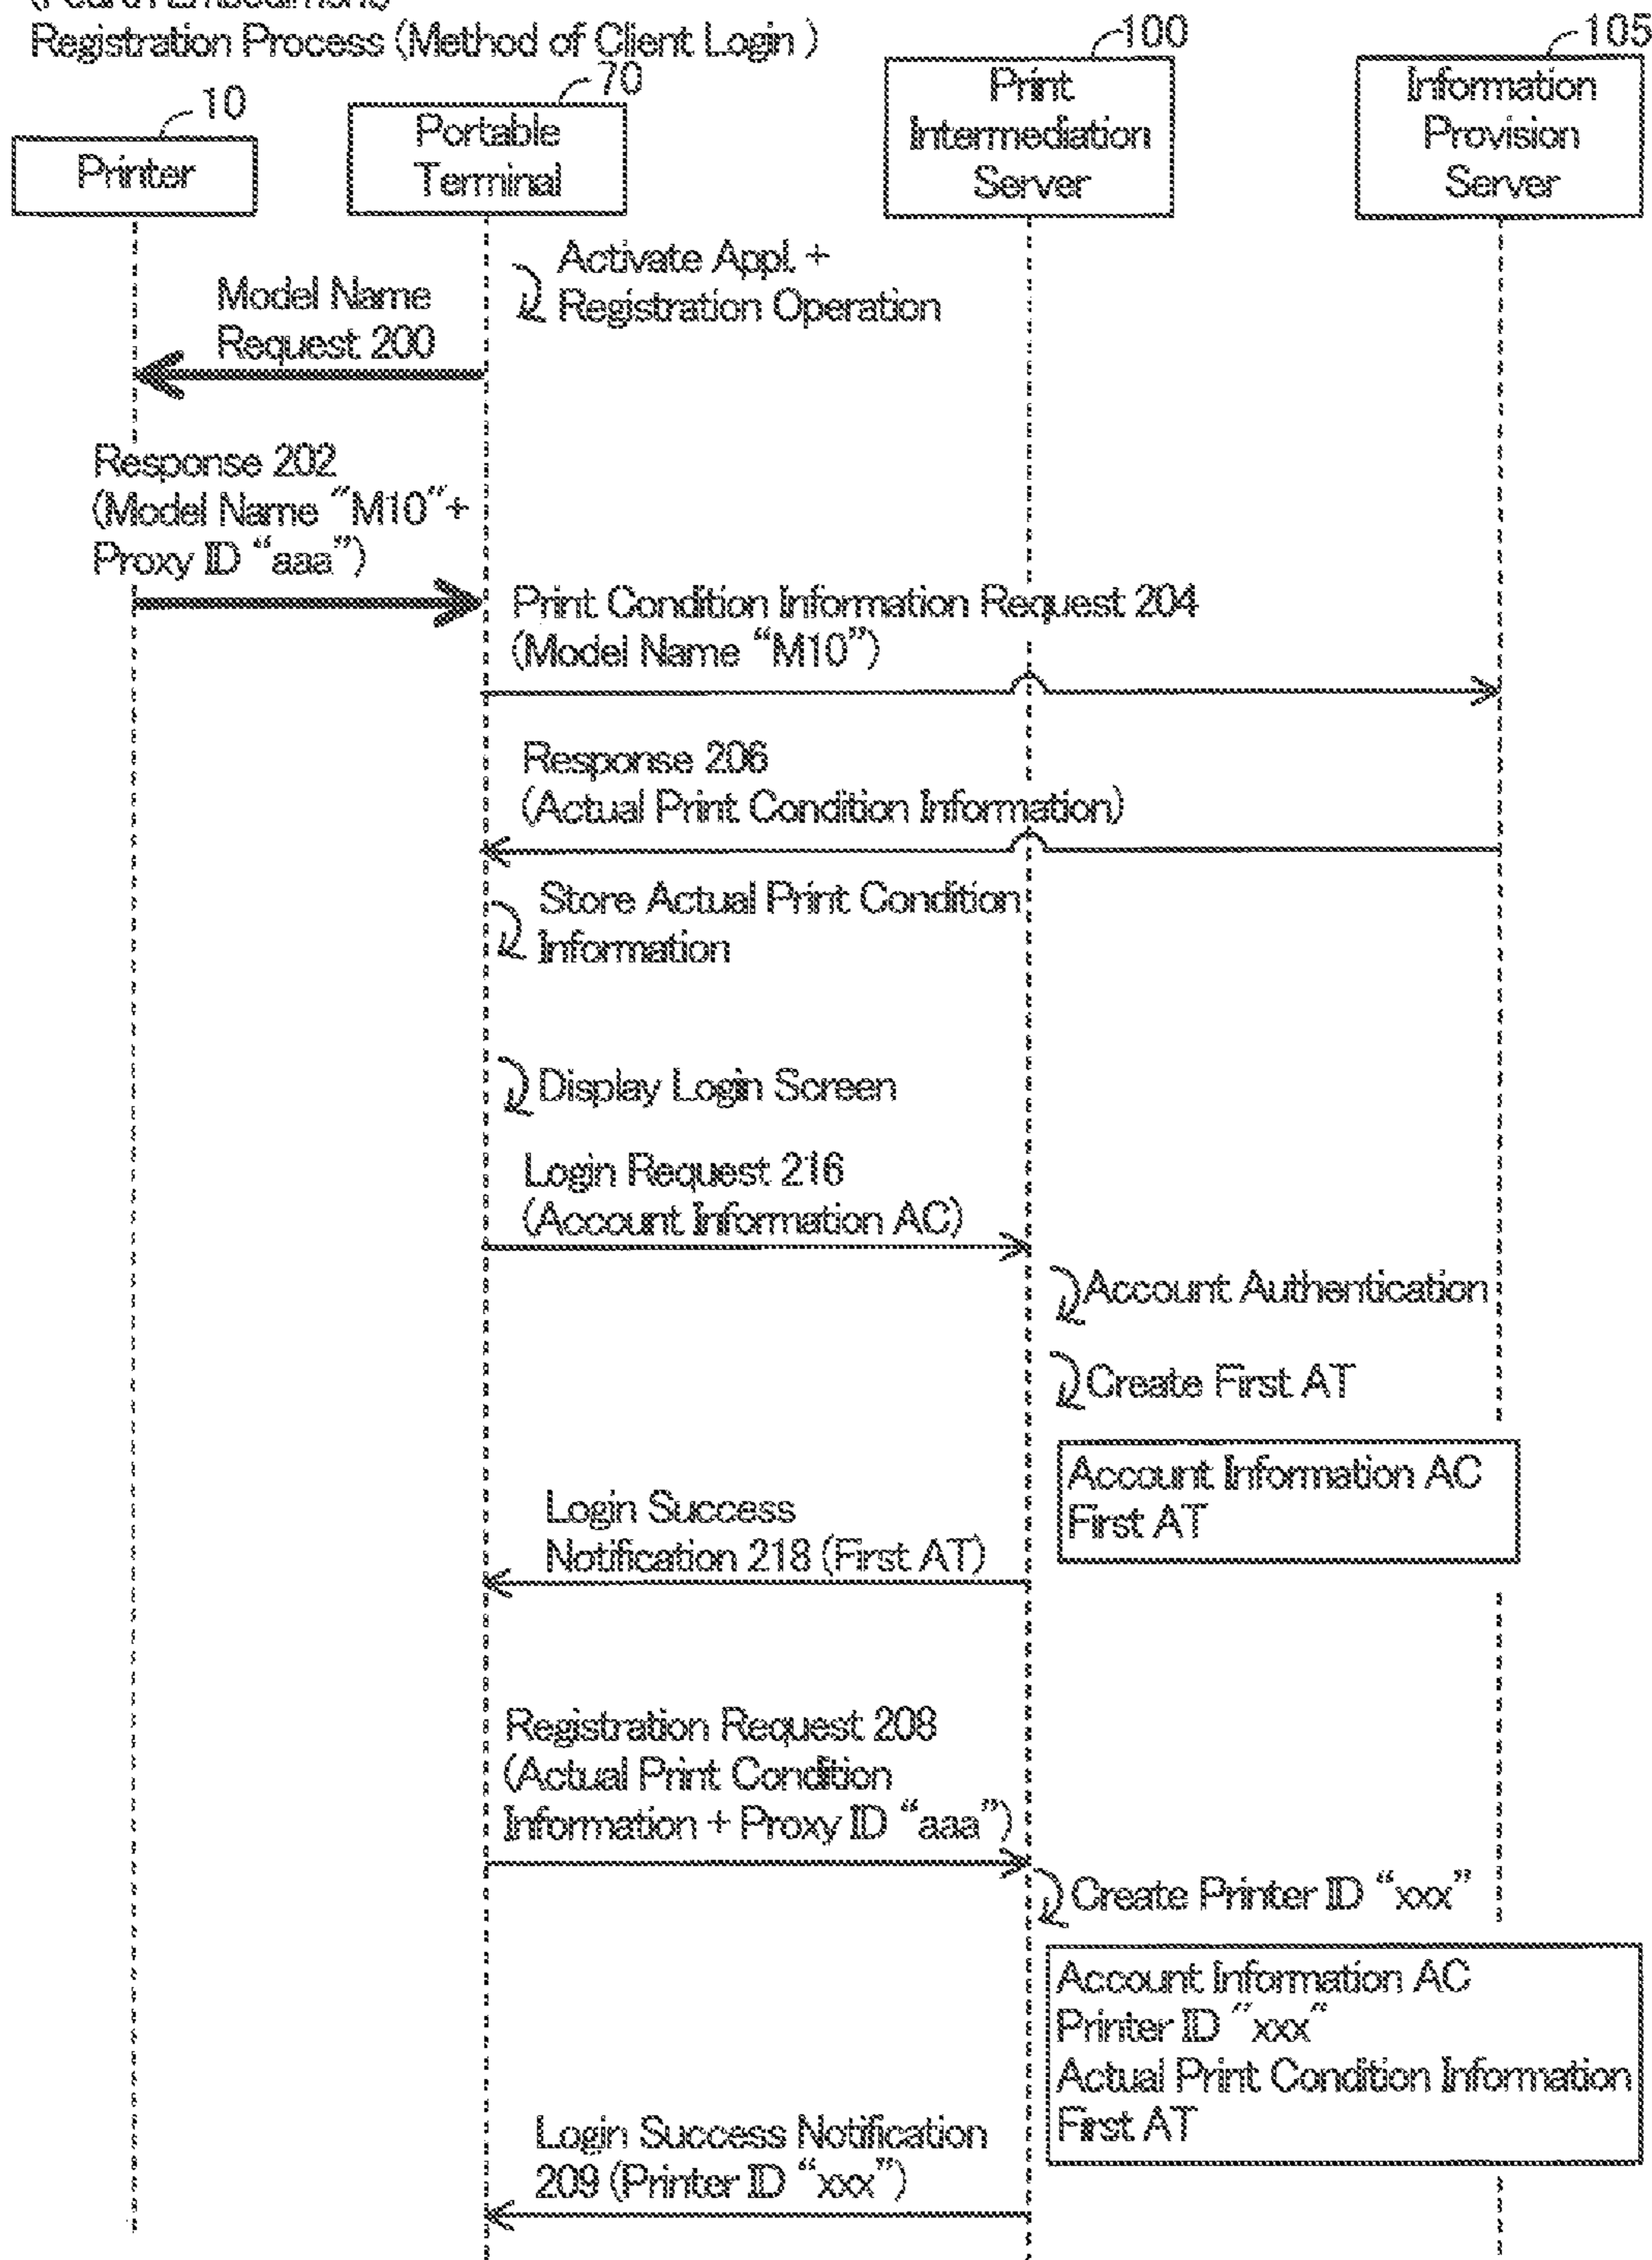 Registration Process (Method of Client Login )
100
105
70
10
Print
Intermediation
Server
Information
Provision
Server
Portable
Terminal
Printer
Activate Appl. +
Registration Operation
Model Name
Request 200
Response 202
(Model Name "M10"+
Proxy ID "aaa")
Print Condition Information Request 204
(Model Name "M10")
Response 206
(Actual Print Condition Information)
Store Actual Print Condition
Information
Display Login Screen
Login Request 216
(Account Information AC)
Account Authentication
Create First AT
Account Information AC
First AT
Login Success
Notification 218 (First AT)
Registration Request 208
(Actual Print Condition
Information + Proxy ID "aaa")
Create Printer ID "xxx"
Account Information AC
Printer ID "xxx"
Actual Print Condition Information
First AT
Login Success Notification
209 (Printer ID "xxx")